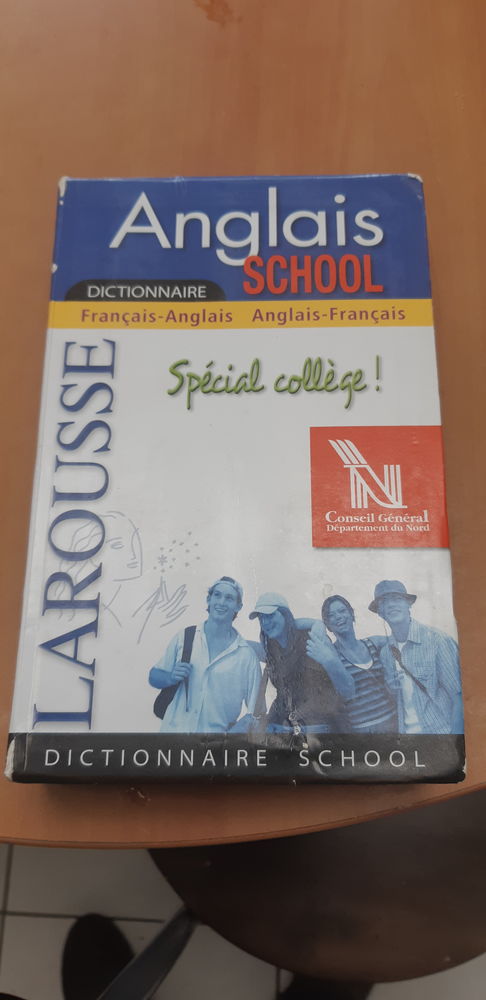 Anglais
SCHOOL
DICTIONNAIRE
Français-Anglais Anglais-Français
LAROUSSE
Spécial collège !
N
Conseil Général
Département du Nord
DICTIONNAIRE SCHOOL